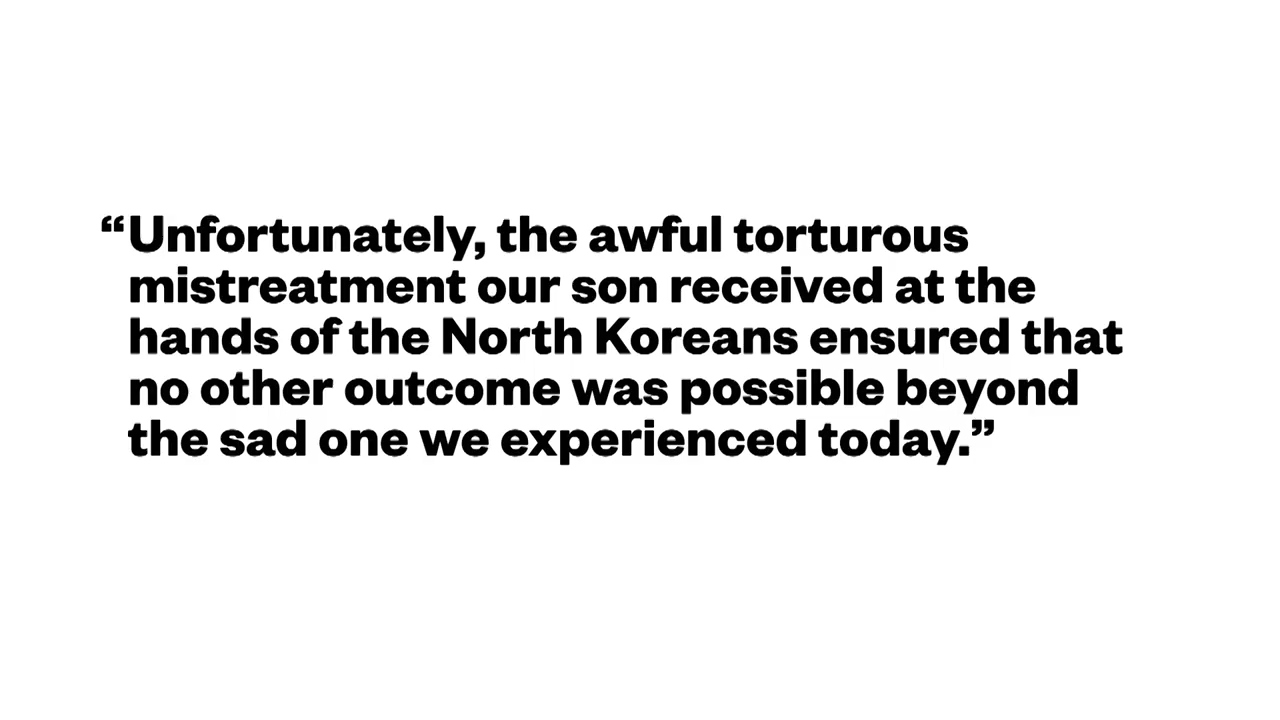 “Unfortunately, the awful torturous
mistreatment our son received at the
hands of the North Koreans ensured that
no other outcome was possible beyond
the sad one we experienced today.”